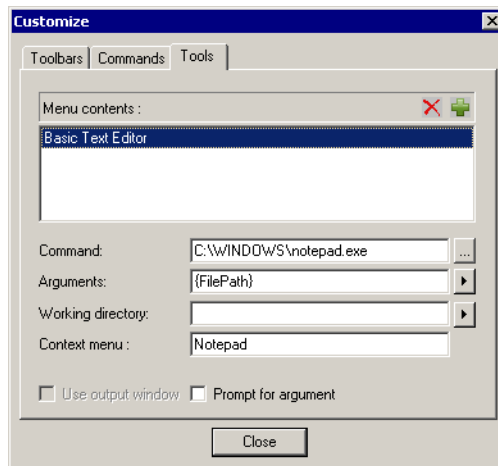 Customize
Toolbars Commands Tools
Menu contents :
Basic Text Editor
Command: C:\WINDOWS\notepad.exe ...
Arguments: {FilePath}
Working directory:
Context menu : Notepad
Use output window Prompt for argument
Close